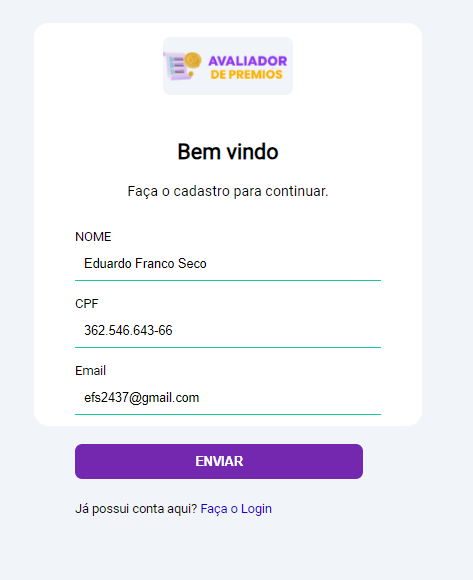 AVALIADOR
DE PREMIOS
Bem vindo
Faça o cadastro para continuar.
NOME
Eduardo Franco Seco
CPF
362.546.643-66
Email
efs2437@gmail.com
ENVIAR
Já possui conta aqui? Faça o Login